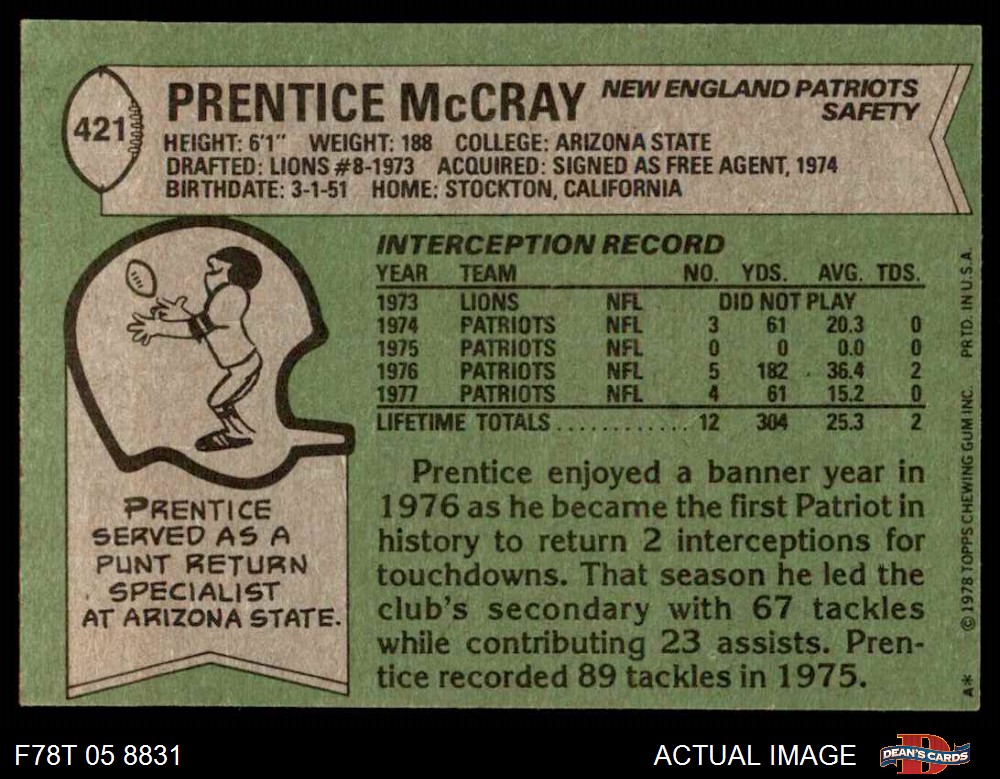 421
PRENTICE McCRAY
NEW ENGLAND PATRIOTS
SAFETY
HEIGHT: 6'1" WEIGHT: 188 COLLEGE: ARIZONA STATE
DRAFTED: LIONS #8-1973 ACQUIRED: SIGNED AS FREE AGENT, 1974
BIRTHDATE: 3-1-51 HOME: STOCKTON, CALIFORNIA
INTERCEPTION RECORD
YEAR TEAM NO. YDS. AVG. TDS.
1973 LIONS NFL DID NOT PLAY
1974 PATRIOTS NFL 3 61 20.3 0
1975 PATRIOTS NFL 0 0 0.0 0
1976 PATRIOTS NFL 5 182 36.4 2
1977 PATRIOTS NFL 4 61 15.2 0
LIFETIME TOTALS ............ 12 304 25.3 2
Prentice enjoyed a banner year in
1976 as he became the first Patriot in
history to return 2 interceptions for
touchdowns. That season he led the
club's secondary with 67 tackles
while contributing 23 assists. Pren-
tice recorded 89 tackles in 1975.
PRENTICE
SERVED AS A
PUNT RETURN
SPECIALIST
AT ARIZONA STATE.
A* © 1978 TOPPS CHEWING GUM INC. PRTD. IN U.S.A.
F78T 05 8831
ACTUAL IMAGE
DEAN'S CARDS